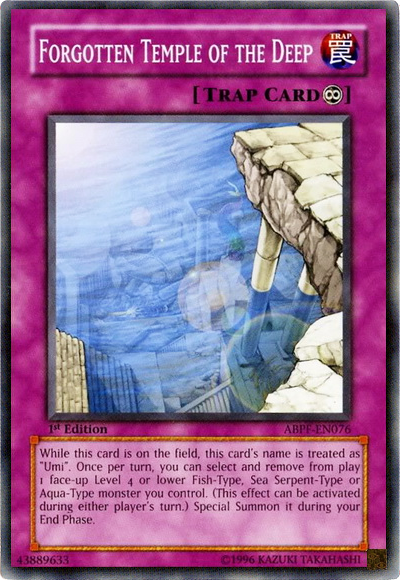 FORGOTTEN TEMPLE OF THE DEEP
TRAP
罠
[TRAP CARD∞]
1st Edition
ABPF-EN076
While this card is on the field, this card's name is treated as
"Umi". Once per turn, you can select and remove from play
1 face-up Level 4 or lower Fish-Type, Sea Serpent-Type or
Aqua-Type monster you control. (This effect can be activated
during either player's turn.) Special Summon it during your
End Phase.
43889633
©1996 KAZUKI TAKAHASHI